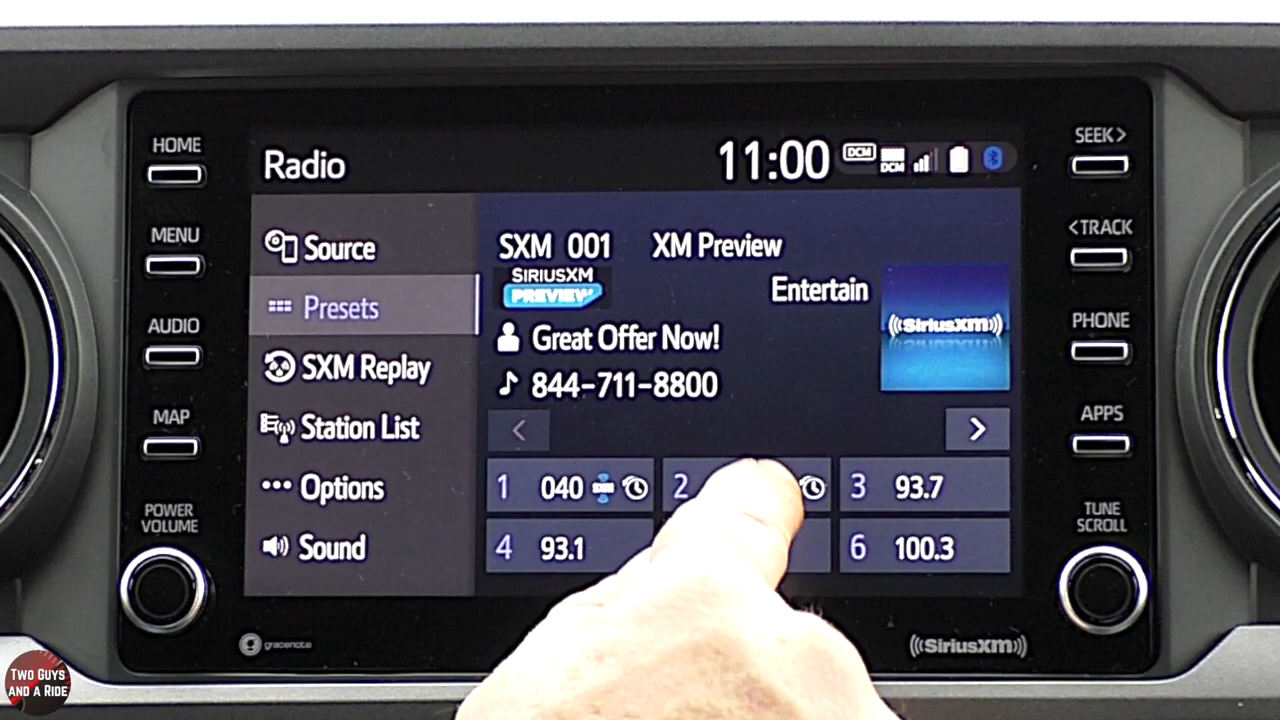 HOME
MENU
AUDIO
MAP
POWER
VOLUME
Radio
11:00
DCM
DCM
Source
Presets
SXM Replay
Station List
Options
Sound
SXM 001 XM Preview
SIRIUSXM
PREVIEW
Entertain
Great Offer Now!
844-711-8800
((SiriusXM))
<
>
1 040 SXM
2
3 93.7
4 93.1
6 100.3
SEEK>
<TRACK
PHONE
APPS
TUNE
SCROLL
gracenote
((SiriusXM))
TWO GUYS
AND A RIDE